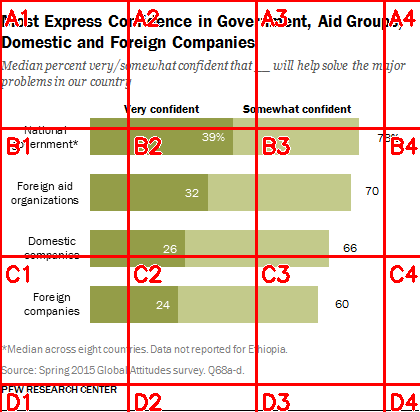 Most Express Confidence in Government, Aid Groups,
Domestic and Foreign Companies
Median percent very/somewhat confident that __ will help solve the major
problems in our country
Very confident Somewhat confident
National
government*
39%
Foreign aid
organizations
32 70
Domestic
companies
26 66
Foreign
companies
24 60
*Median across eight countries. Data not reported for Ethiopia.
Source: Spring 2015 Global Attitudes survey. Q68a-d.
PEW RESEARCH CENTER
A1 A2 A3 A4
B1 B2 B3 B4
C1 C2 C3 C4
D1 D2 D3 D4